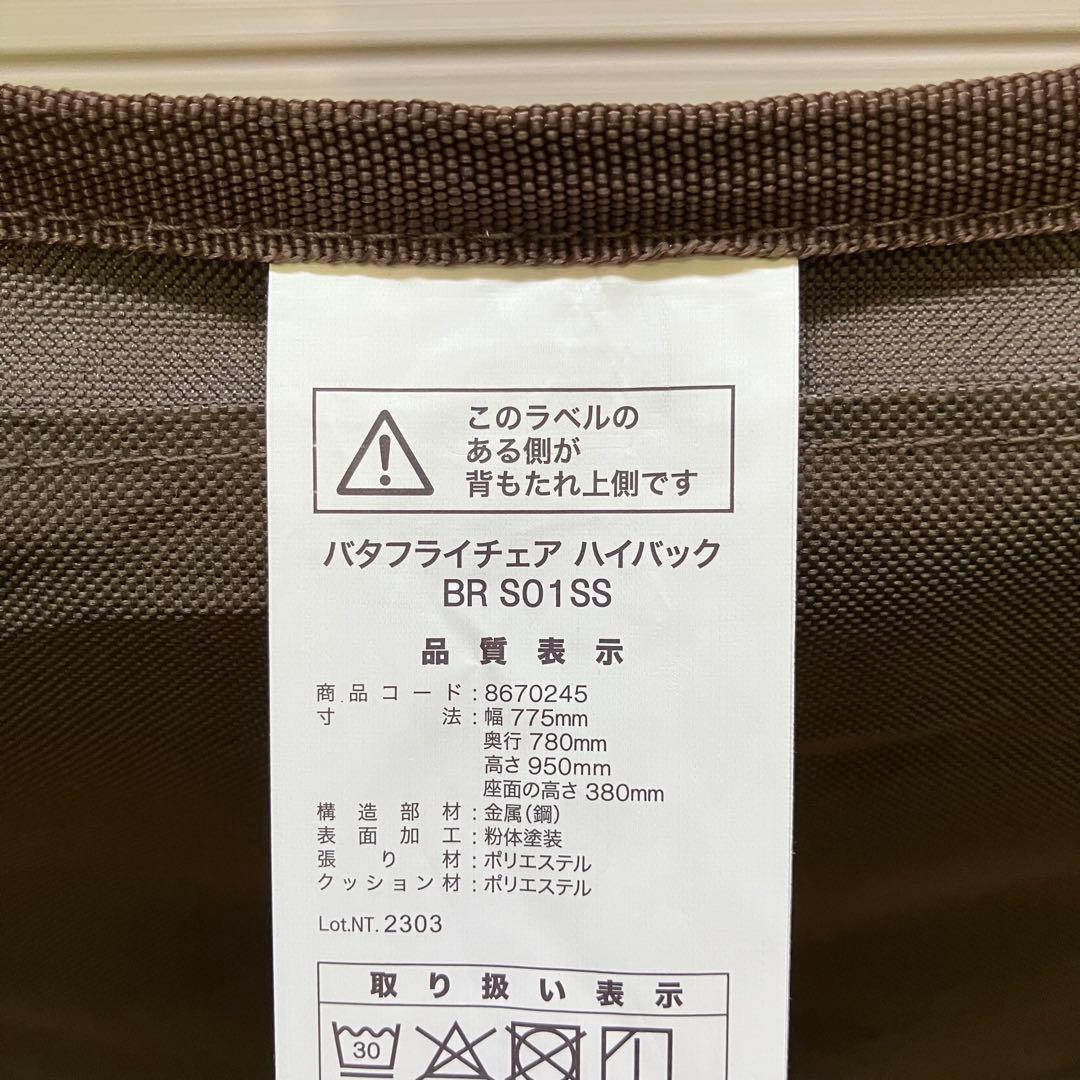 このラベルの
ある側が
背もたれ上側です
バタフライチェア ハイバック
BR S01SS
品質表示
商品コード:8670245
寸法:幅 775mm
奥行 780mm
高さ 950mm
座面の高さ 380mm
構造部材:金属(鋼)
表面加工:粉体塗装
張り材:ポリエステル
クッション材:ポリエステル
Lot.NT. 2303
取り扱い表示
30